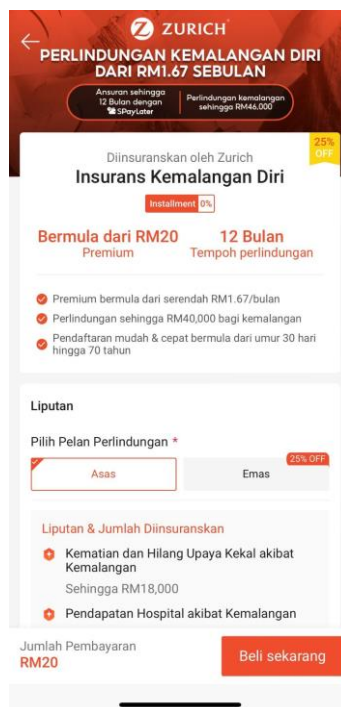 ZURICH
PERLINDUNGAN KEMALANGAN DIRI
DARI RM1.67 SEBULAN
Ansuran sehingga
12 Bulan dengan
SPayLater
Perlindungan kemalangan
sehingga RM46.000
25%
OFF
Diinsuranskan oleh Zurich
Insurans Kemalangan Diri
Installment 0%
Bermula dari RM20
Premium
12 Bulan
Tempoh perlindungan
Premium bermula dari serendah RM1.67/bulan
Perlindungan sehingga RM40,000 bagi kemalangan
Pendaftaran mudah & cepat bermula dari umur 30 hari
hingga 70 tahun
Liputan
Pilih Pelan Perlindungan *
Asas
25% OFF
Emas
Liputan & Jumlah Diinsuranskan
Kematian dan Hilang Upaya Kekal akibat
Kemalangan
Sehingga RM18,000
Pendapatan Hospital akibat Kemalangan
Jumlah Pembayaran
RM20
Beli sekarang